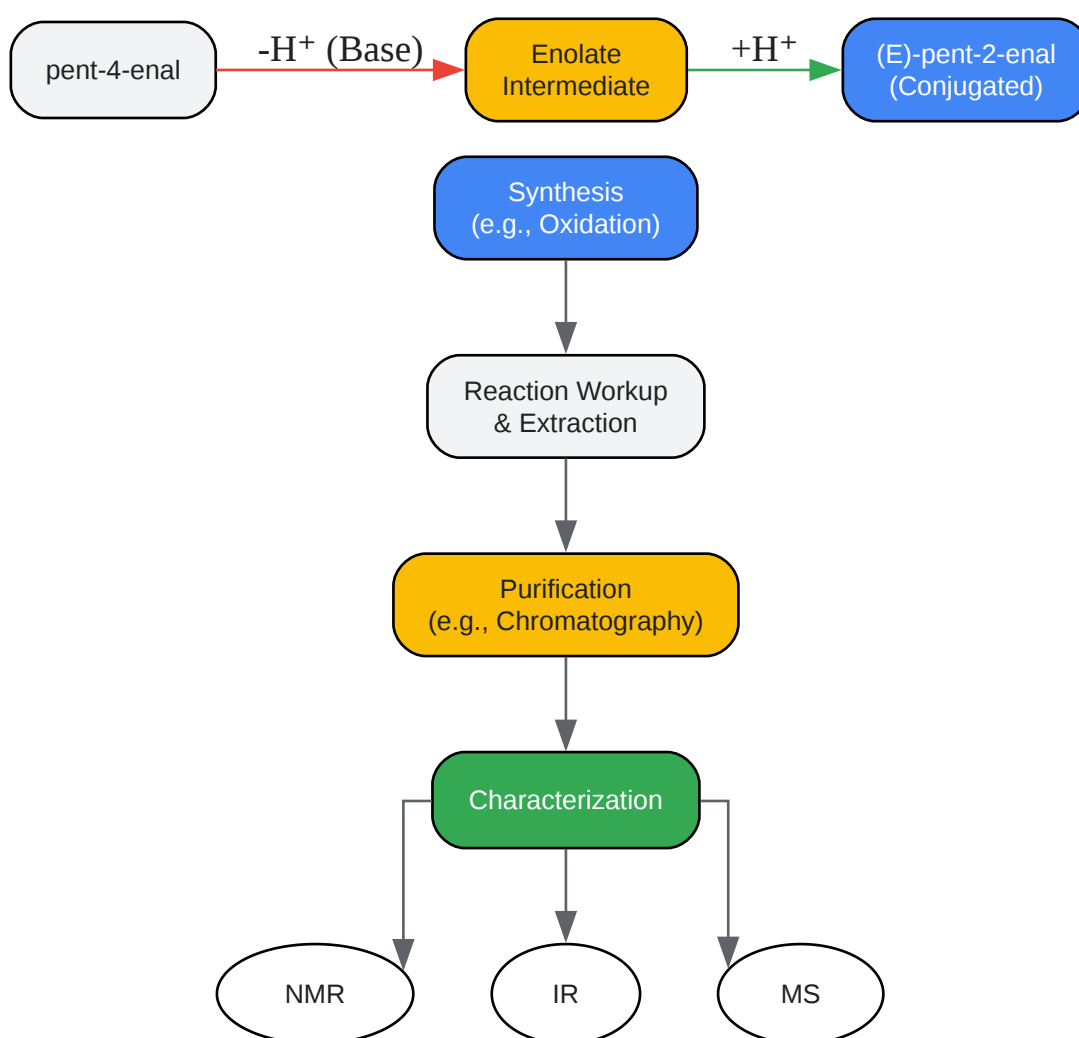 pent-4-enal
-H⁺ (Base)
Enolate
Intermediate
+H⁺
(E)-pent-2-enal
(Conjugated)
Synthesis
(e.g., Oxidation)
Reaction Workup
& Extraction
Purification
(e.g., Chromatography)
Characterization
NMR
IR
MS